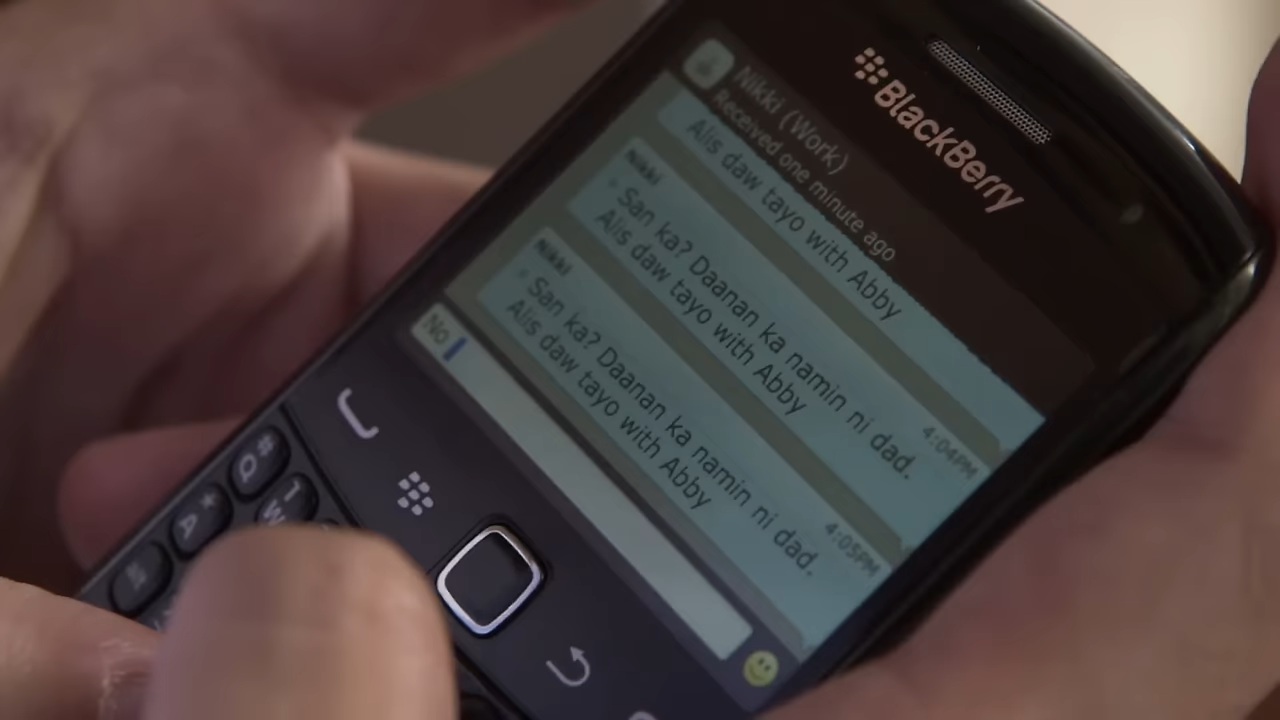 BlackBerry
Nikki (Work)
Received one minute ago
Alis daw tayo with Abby
Nikki
San ka? Daanan ka namin ni dad.
Alis daw tayo with Abby
4:04PM
Nikki
San ka? Daanan ka namin ni dad.
Alis daw tayo with Abby
4:05PM
No
#
Q
1
W
*
A